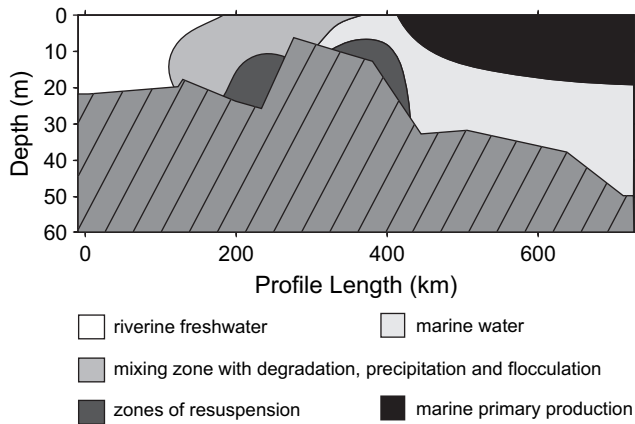 0
10
20
30
40
50
60
Depth (m)
0 200 400 600
Profile Length (km)
riverine freshwater marine water
mixing zone with degradation, precipitation and flocculation
zones of resuspension marine primary production